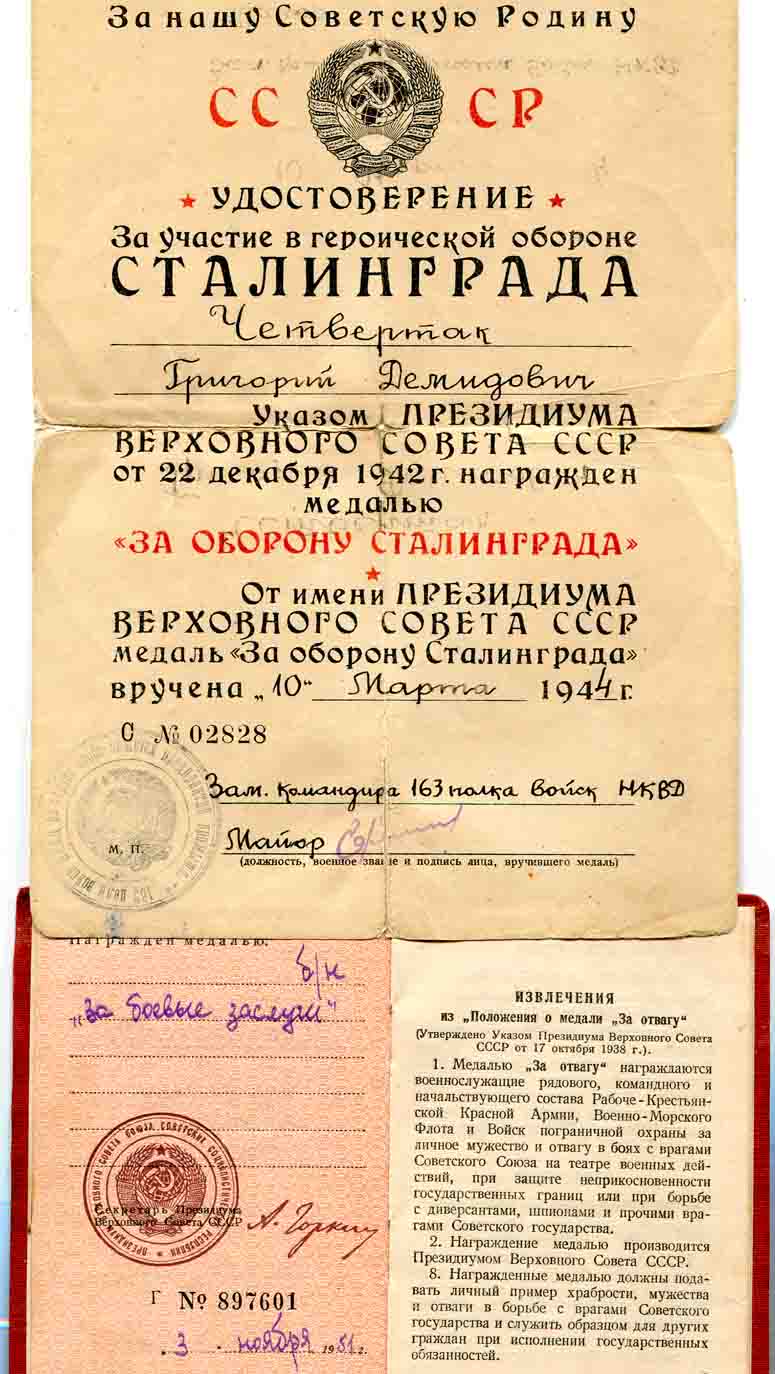 За нашу Советскую Родину
СС СР
УДОСТОВЕРЕНИЕ
За участие в героической обороне
СТАЛИНГРАДА
Четвертак
Григорий Демидович
Указом ПРЕЗИДИУМА
ВЕРХОВНОГО СОВЕТА СССР
от 22 декабря 1942 г. награжден
медалью
«ЗА ОБОРОНУ СТАЛИНГРАДА»
От имени ПРЕЗИДИУМА
ВЕРХОВНОГО СОВЕТА СССР
медаль «За оборону Сталинграда»
вручена „10“ Марта 1944 г.
С № 02828
Зам. командира 163 полка войск НКВД
М. П.
Майор
(должность, военное звание и подпись лица, вручившего медаль)
Награжден медалью:
б/н
„За боевые заслуги“
Секретарь Президиума
Верховного Совета СССР А. Горкин
Г № 897601
3 ноября 1951 г.
ИЗВЛЕЧЕНИЯ
из „Положения о медали „За отвагу“
(Утверждено Указом Президиума Верховного Совета
СССР от 17 октября 1938 г.).
1. Медалью „За отвагу“ награждаются
военнослужащие рядового, командного и
начальствующего состава Рабоче-Крестьян-
ской Красной Армии, Военно-Морского
Флота и Войск пограничной охраны за
личное мужество и отвагу в боях с врагами
Советского Союза на театре военных дей-
ствий, при защите неприкосновенности
государственных границ или при борьбе
с диверсантами, шпионами и прочими вра-
гами Советского государства.
2. Награждение медалью производится
Президиумом Верховного Совета СССР.
8. Награжденные медалью должны пода-
вать личный пример храбрости, мужества
и отваги в борьбе с врагами Советского
государства и служить образцом для других
граждан при исполнении государственных
обязанностей.